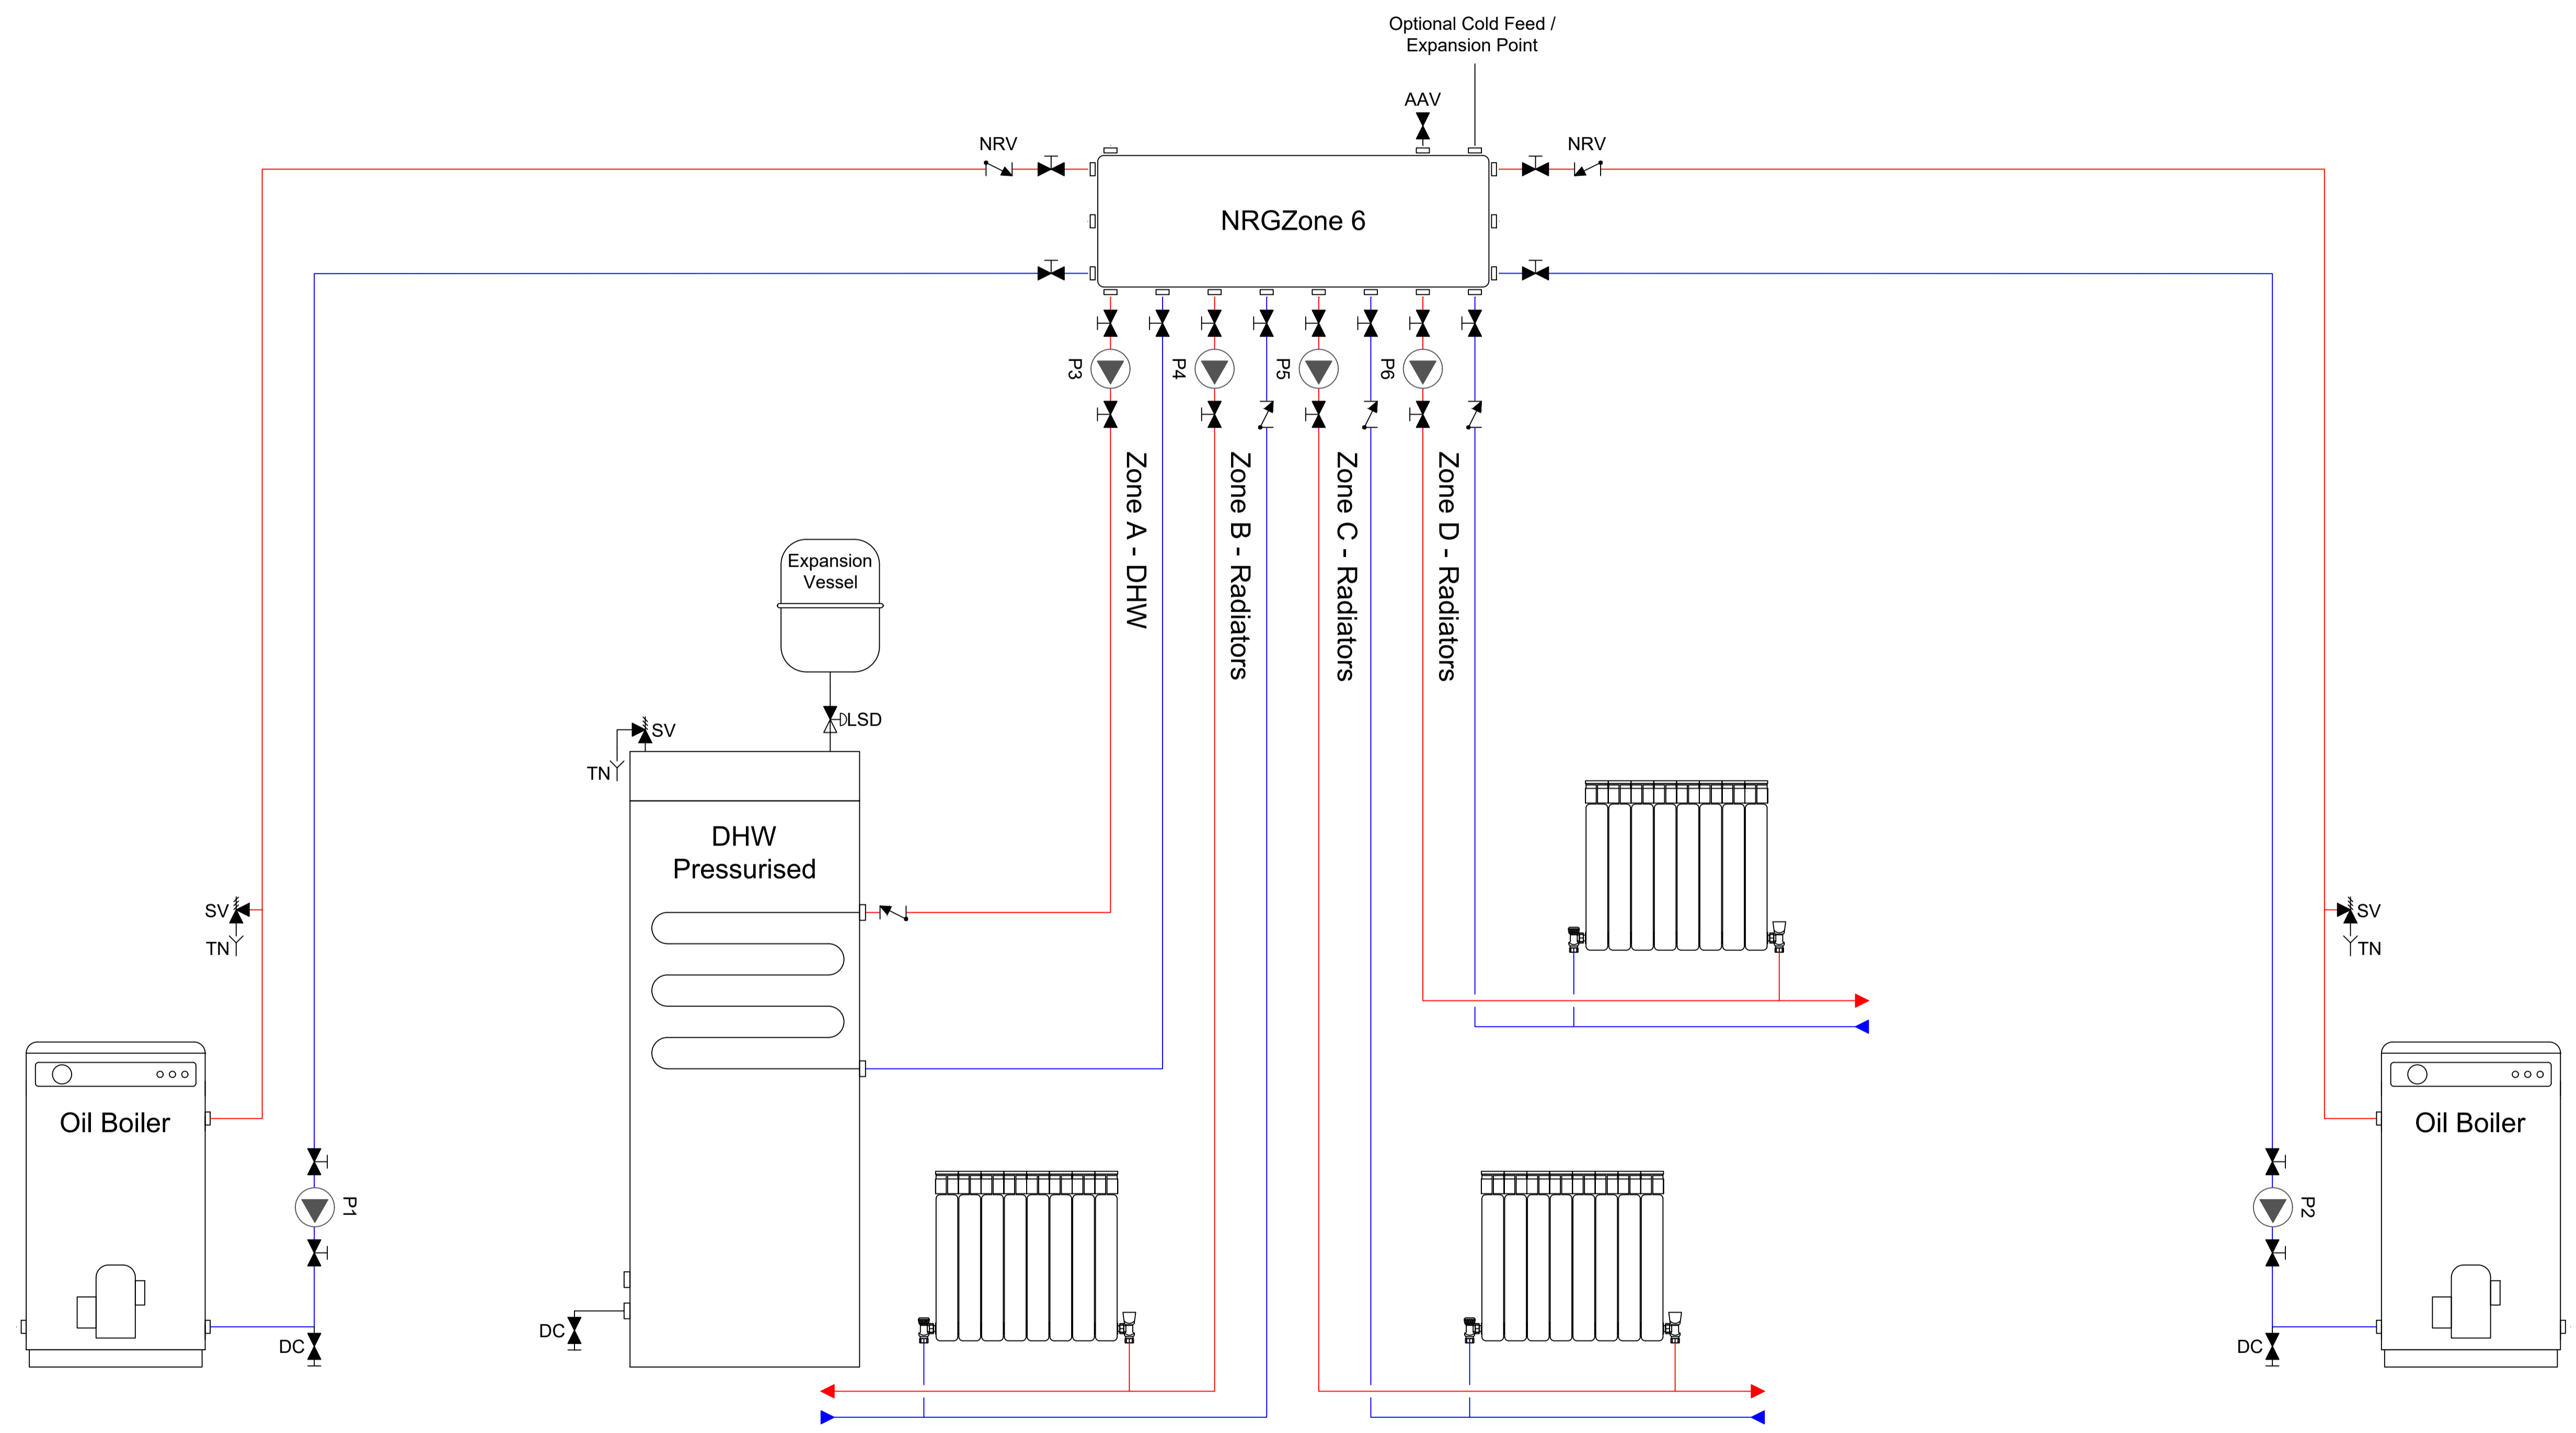 Optional Cold Feed /
Expansion Point
AAV
NRV
NRV
NRGZone 6
P3
P4
P5
P6
Zone A - DHW
Zone B - Radiators
Zone C - Radiators
Zone D - Radiators
Expansion
Vessel
LSD
SV
TN
DHW
Pressurised
SV
TN
SV
TN
Oil Boiler
Oil Boiler
P1
P2
DC
DC
DC